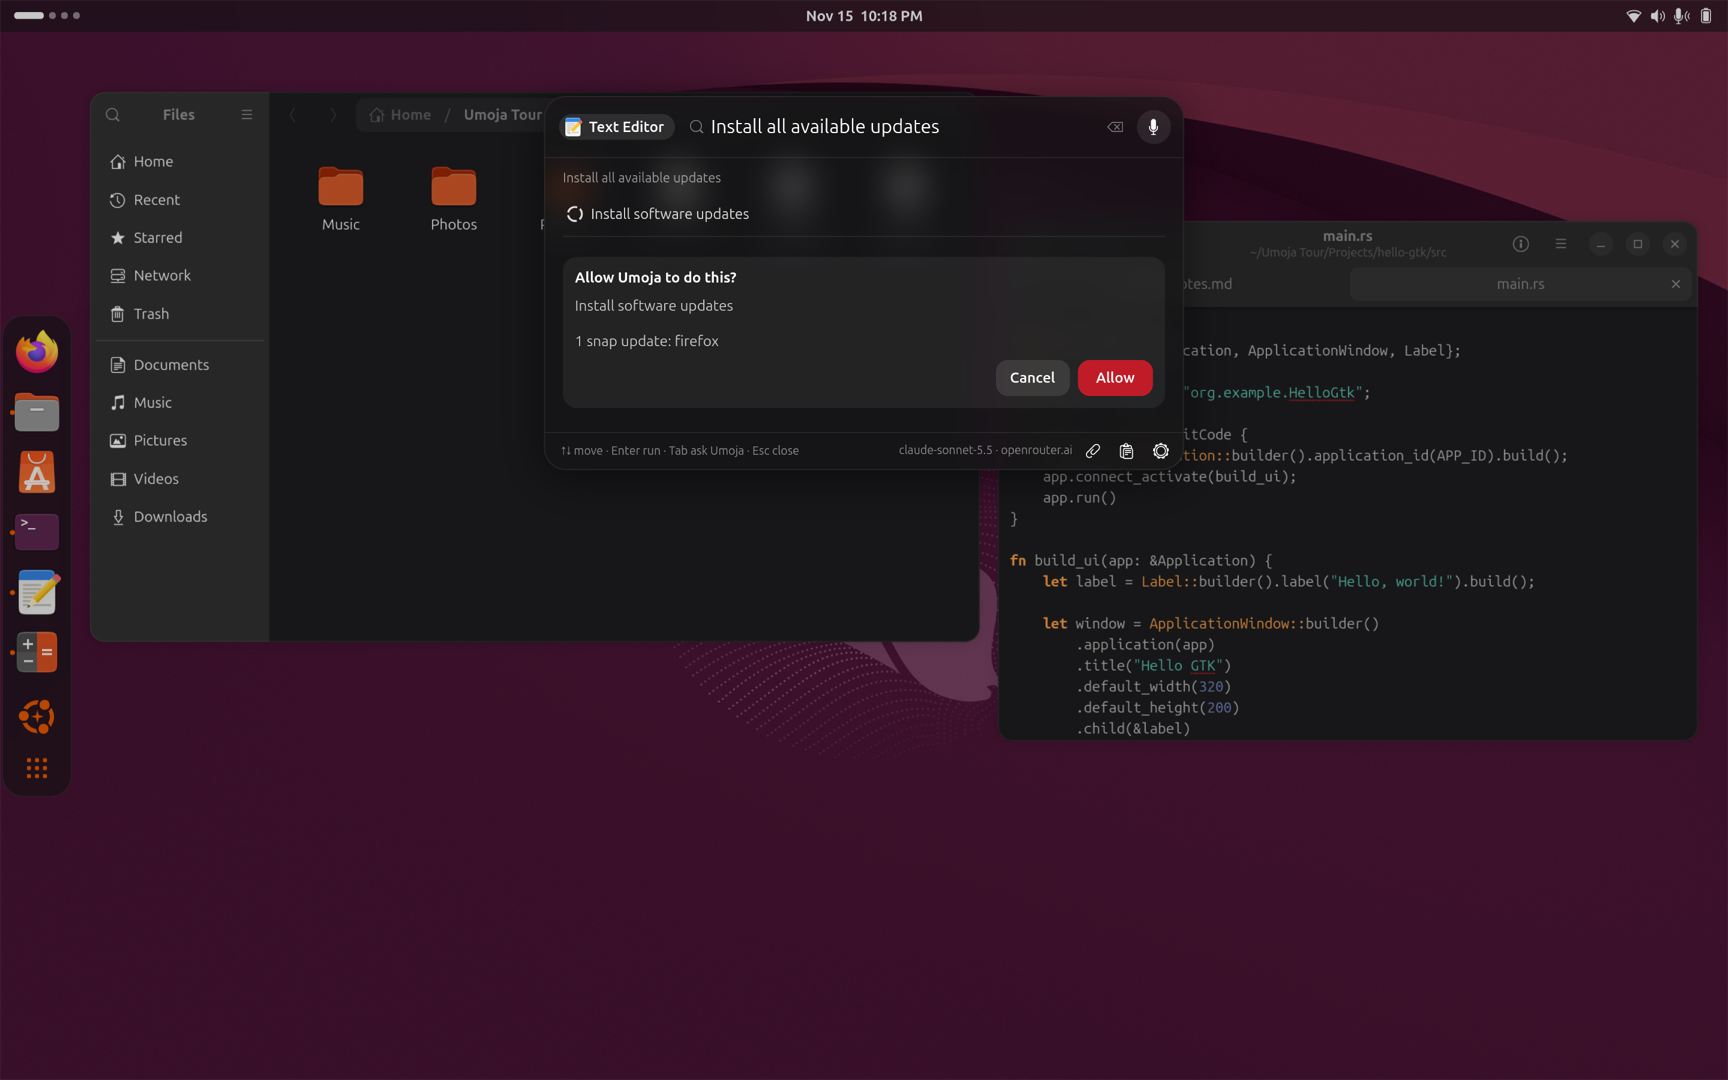 Nov 15 10:18 PM
Files
Home / Umoja Tour
Home
Recent
Starred
Network
Trash
Documents
Music
Pictures
Videos
Downloads
Music
Photos
Text Editor
Install all available updates
Install all available updates
Install software updates
Allow Umoja to do this?
Install software updates
1 snap update: firefox
Cancel
Allow
↑↓ move · Enter run · Tab ask Umoja · Esc close
claude-sonnet-5.5 · openrouter.ai
main.rs
~/Umoja Tour/Projects/hello-gtk/src
otes.md
main.rs
cation, ApplicationWindow, Label};
"org.example.HelloGtk";
itCode {
tion::builder().application_id(APP_ID).build();
app.connect_activate(build_ui);
app.run()
}
fn build_ui(app: &Application) {
let label = Label::builder().label("Hello, world!").build();
let window = ApplicationWindow::builder()
.application(app)
.title("Hello GTK")
.default_width(320)
.default_height(200)
.child(&label)